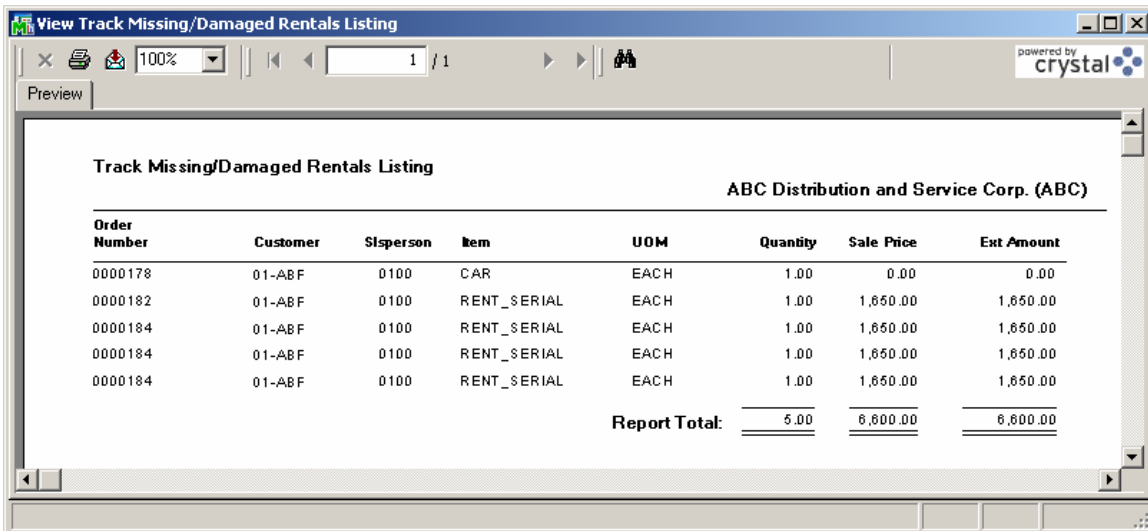 View Track Missing/Damaged Rentals Listing
100% 1 / 1 powered by crystal
Preview
Track Missing/Damaged Rentals Listing
ABC Distribution and Service Corp. (ABC)
Order Number Customer Slsperson Item UOM Quantity Sale Price Ext Amount
0000178 01-ABF 0100 CAR EACH 1.00 0.00 0.00
0000182 01-ABF 0100 RENT_SERIAL EACH 1.00 1,650.00 1,650.00
0000184 01-ABF 0100 RENT_SERIAL EACH 1.00 1,650.00 1,650.00
0000184 01-ABF 0100 RENT_SERIAL EACH 1.00 1,650.00 1,650.00
0000184 01-ABF 0100 RENT_SERIAL EACH 1.00 1,650.00 1,650.00
Report Total: 5.00 6,600.00 6,600.00